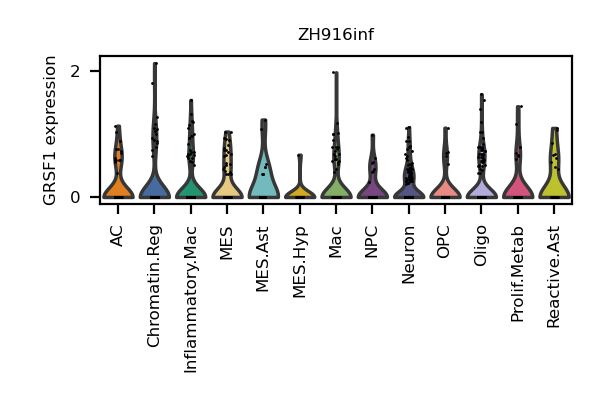 ZH916inf
GRSF1 expression
2
0
AC
Chromatin.Reg
Inflammatory.Mac
MES
MES.Ast
MES.Hyp
Mac
NPC
Neuron
OPC
Oligo
Prolif.Metab
Reactive.Ast